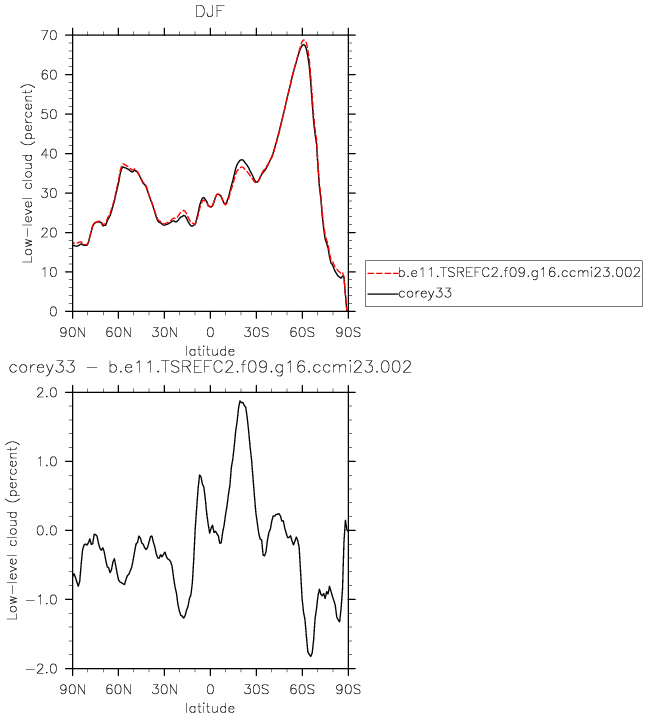 DJF
70
60
50
40
30
20
10
0
Low-level cloud (percent)
90N 60N 30N 0 30S 60S 90S
latitude
b.e11.TSREFC2.f09.g16.ccmi23.002
corey33
corey33 - b.e11.TSREFC2.f09.g16.ccmi23.002
2.0
1.0
0.0
-1.0
-2.0
Low-level cloud (percent)
90N 60N 30N 0 30S 60S 90S
latitude